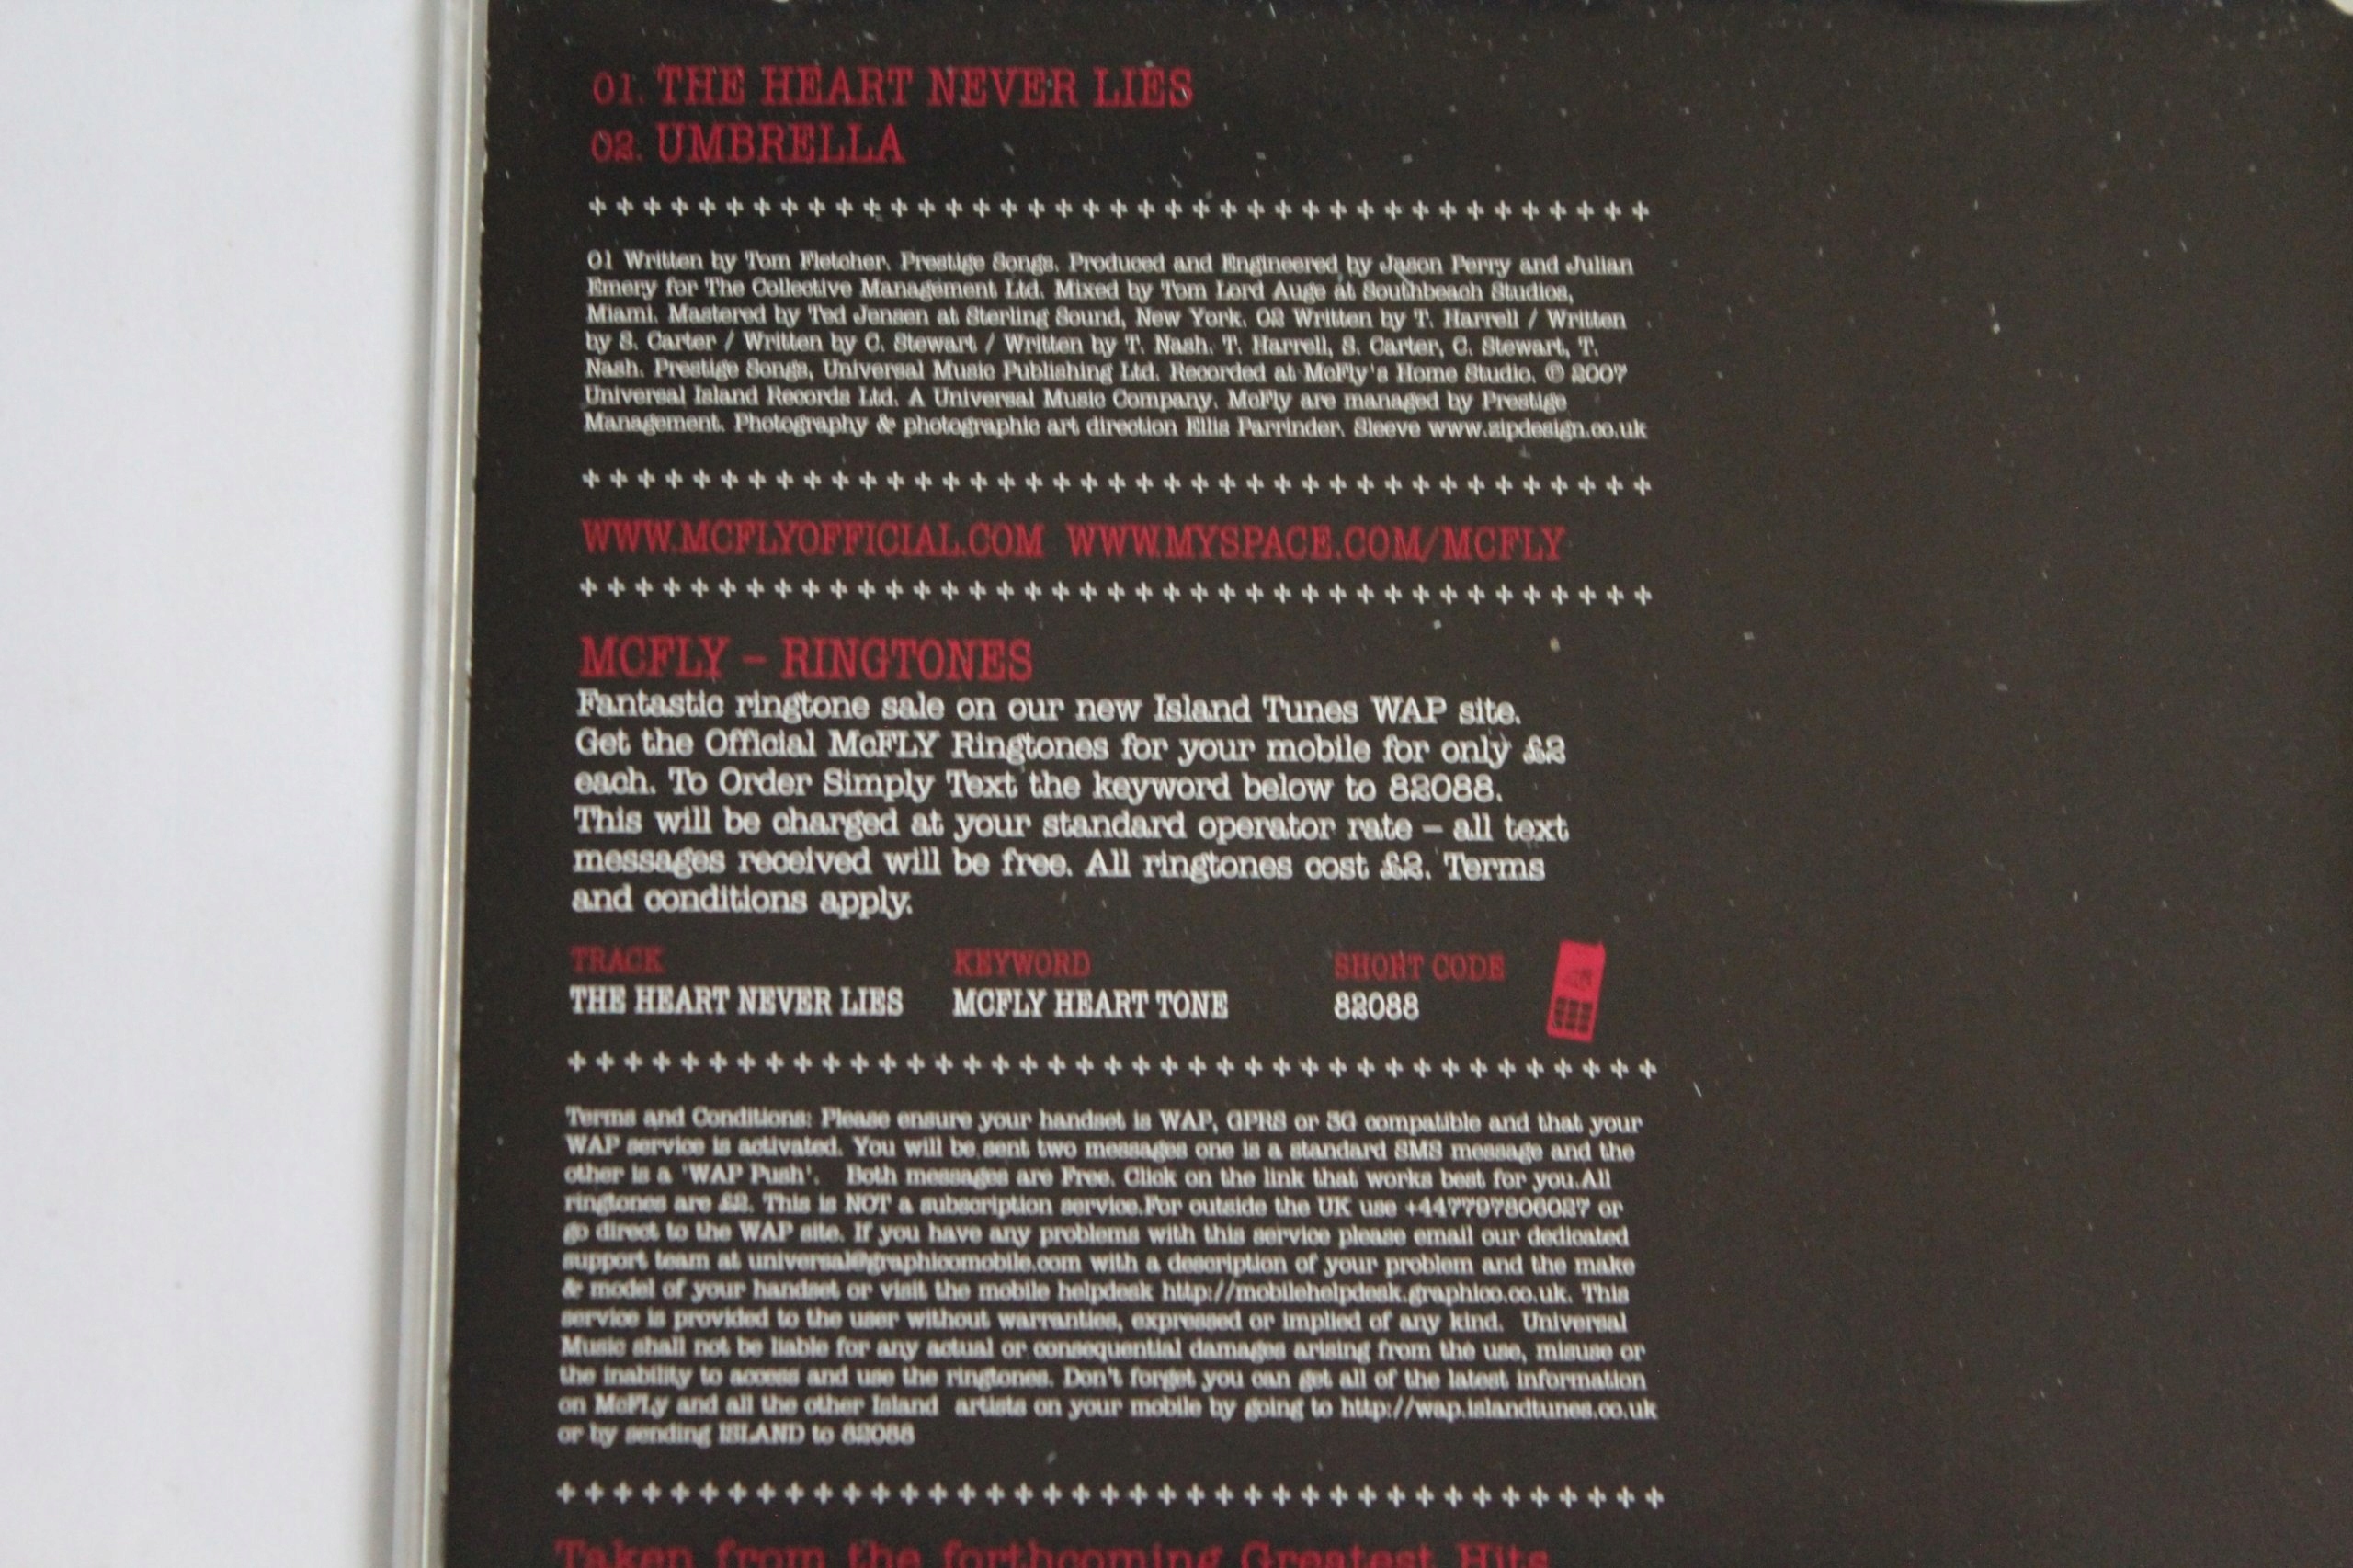 01. THE HEART NEVER LIES
02. UMBRELLA
01 Written by Tom Fletcher. Prestige Songs. Produced and Engineered by Jason Perry and Julian
Emery for The Collective Management Ltd. Mixed by Tom Lord Auge at Southbeach Studios,
Miami. Mastered by Ted Jensen at Sterling Sound, New York. 02 Written by T. Harrell / Written
by S. Carter / Written by C. Stewart / Written by T. Nash. T. Harrell, S. Carter, C. Stewart, T.
Nash. Prestige Songs, Universal Music Publishing Ltd. Recorded at McFly's Home Studio. ℗ 2007
Universal Island Records Ltd. A Universal Music Company. McFly are managed by Prestige
Management. Photography & photographic art direction Ellis Parrinder. Sleeve www.zipdesign.co.uk
WWW.MCFLYOFFICIAL.COM WWW.MYSPACE.COM/MCFLY
MCFLY – RINGTONES
Fantastic ringtone sale on our new Island Tunes WAP site.
Get the Official McFLY Ringtones for your mobile for only £2
each. To Order Simply Text the keyword below to 82088.
This will be charged at your standard operator rate – all text
messages received will be free. All ringtones cost £2. Terms
and conditions apply.
TRACK KEYWORD SHORT CODE
THE HEART NEVER LIES MCFLY HEART TONE 82088
Terms and Conditions: Please ensure your handset is WAP, GPRS or 3G compatible and that your
WAP service is activated. You will be sent two messages one is a standard SMS message and the
other is a 'WAP Push'. Both messages are Free. Click on the link that works best for you.All
ringtones are £2. This is NOT a subscription service.For outside the UK use +447797806027 or
go direct to the WAP site. If you have any problems with this service please email our dedicated
support team at universal@graphicomobile.com with a description of your problem and the make
& model of your handset or visit the mobile helpdesk http://mobilehelpdesk.graphico.co.uk. This
service is provided to the user without warranties, expressed or implied of any kind. Universal
Music shall not be liable for any actual or consequential damages arising from the use, misuse or
the inability to access and use the ringtones. Don't forget you can get all of the latest information
on McFLy and all the other Island artists on your mobile by going to http://wap.islandtunes.co.uk
or by sending ISLAND to 82088
Taken from the forthcoming Greatest Hits